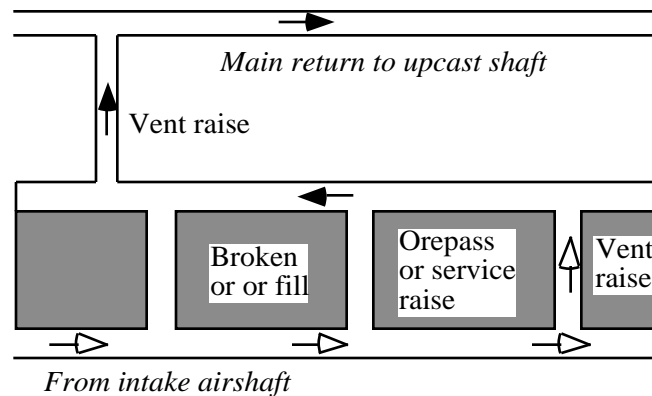 Main return to upcast shaft
Vent raise
Broken
or or fill
Orepass
or service
raise
Vent
raise
From intake airshaft